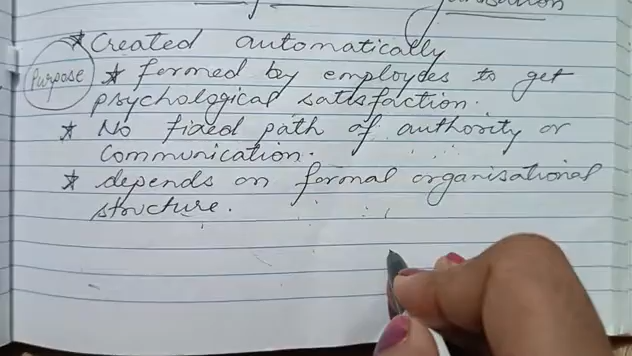 * Created automatically
Purpose * formed by employees to get
psychological satisfaction.
* No fixed path of authority or
communication.
* depends on formal organisational
structure.